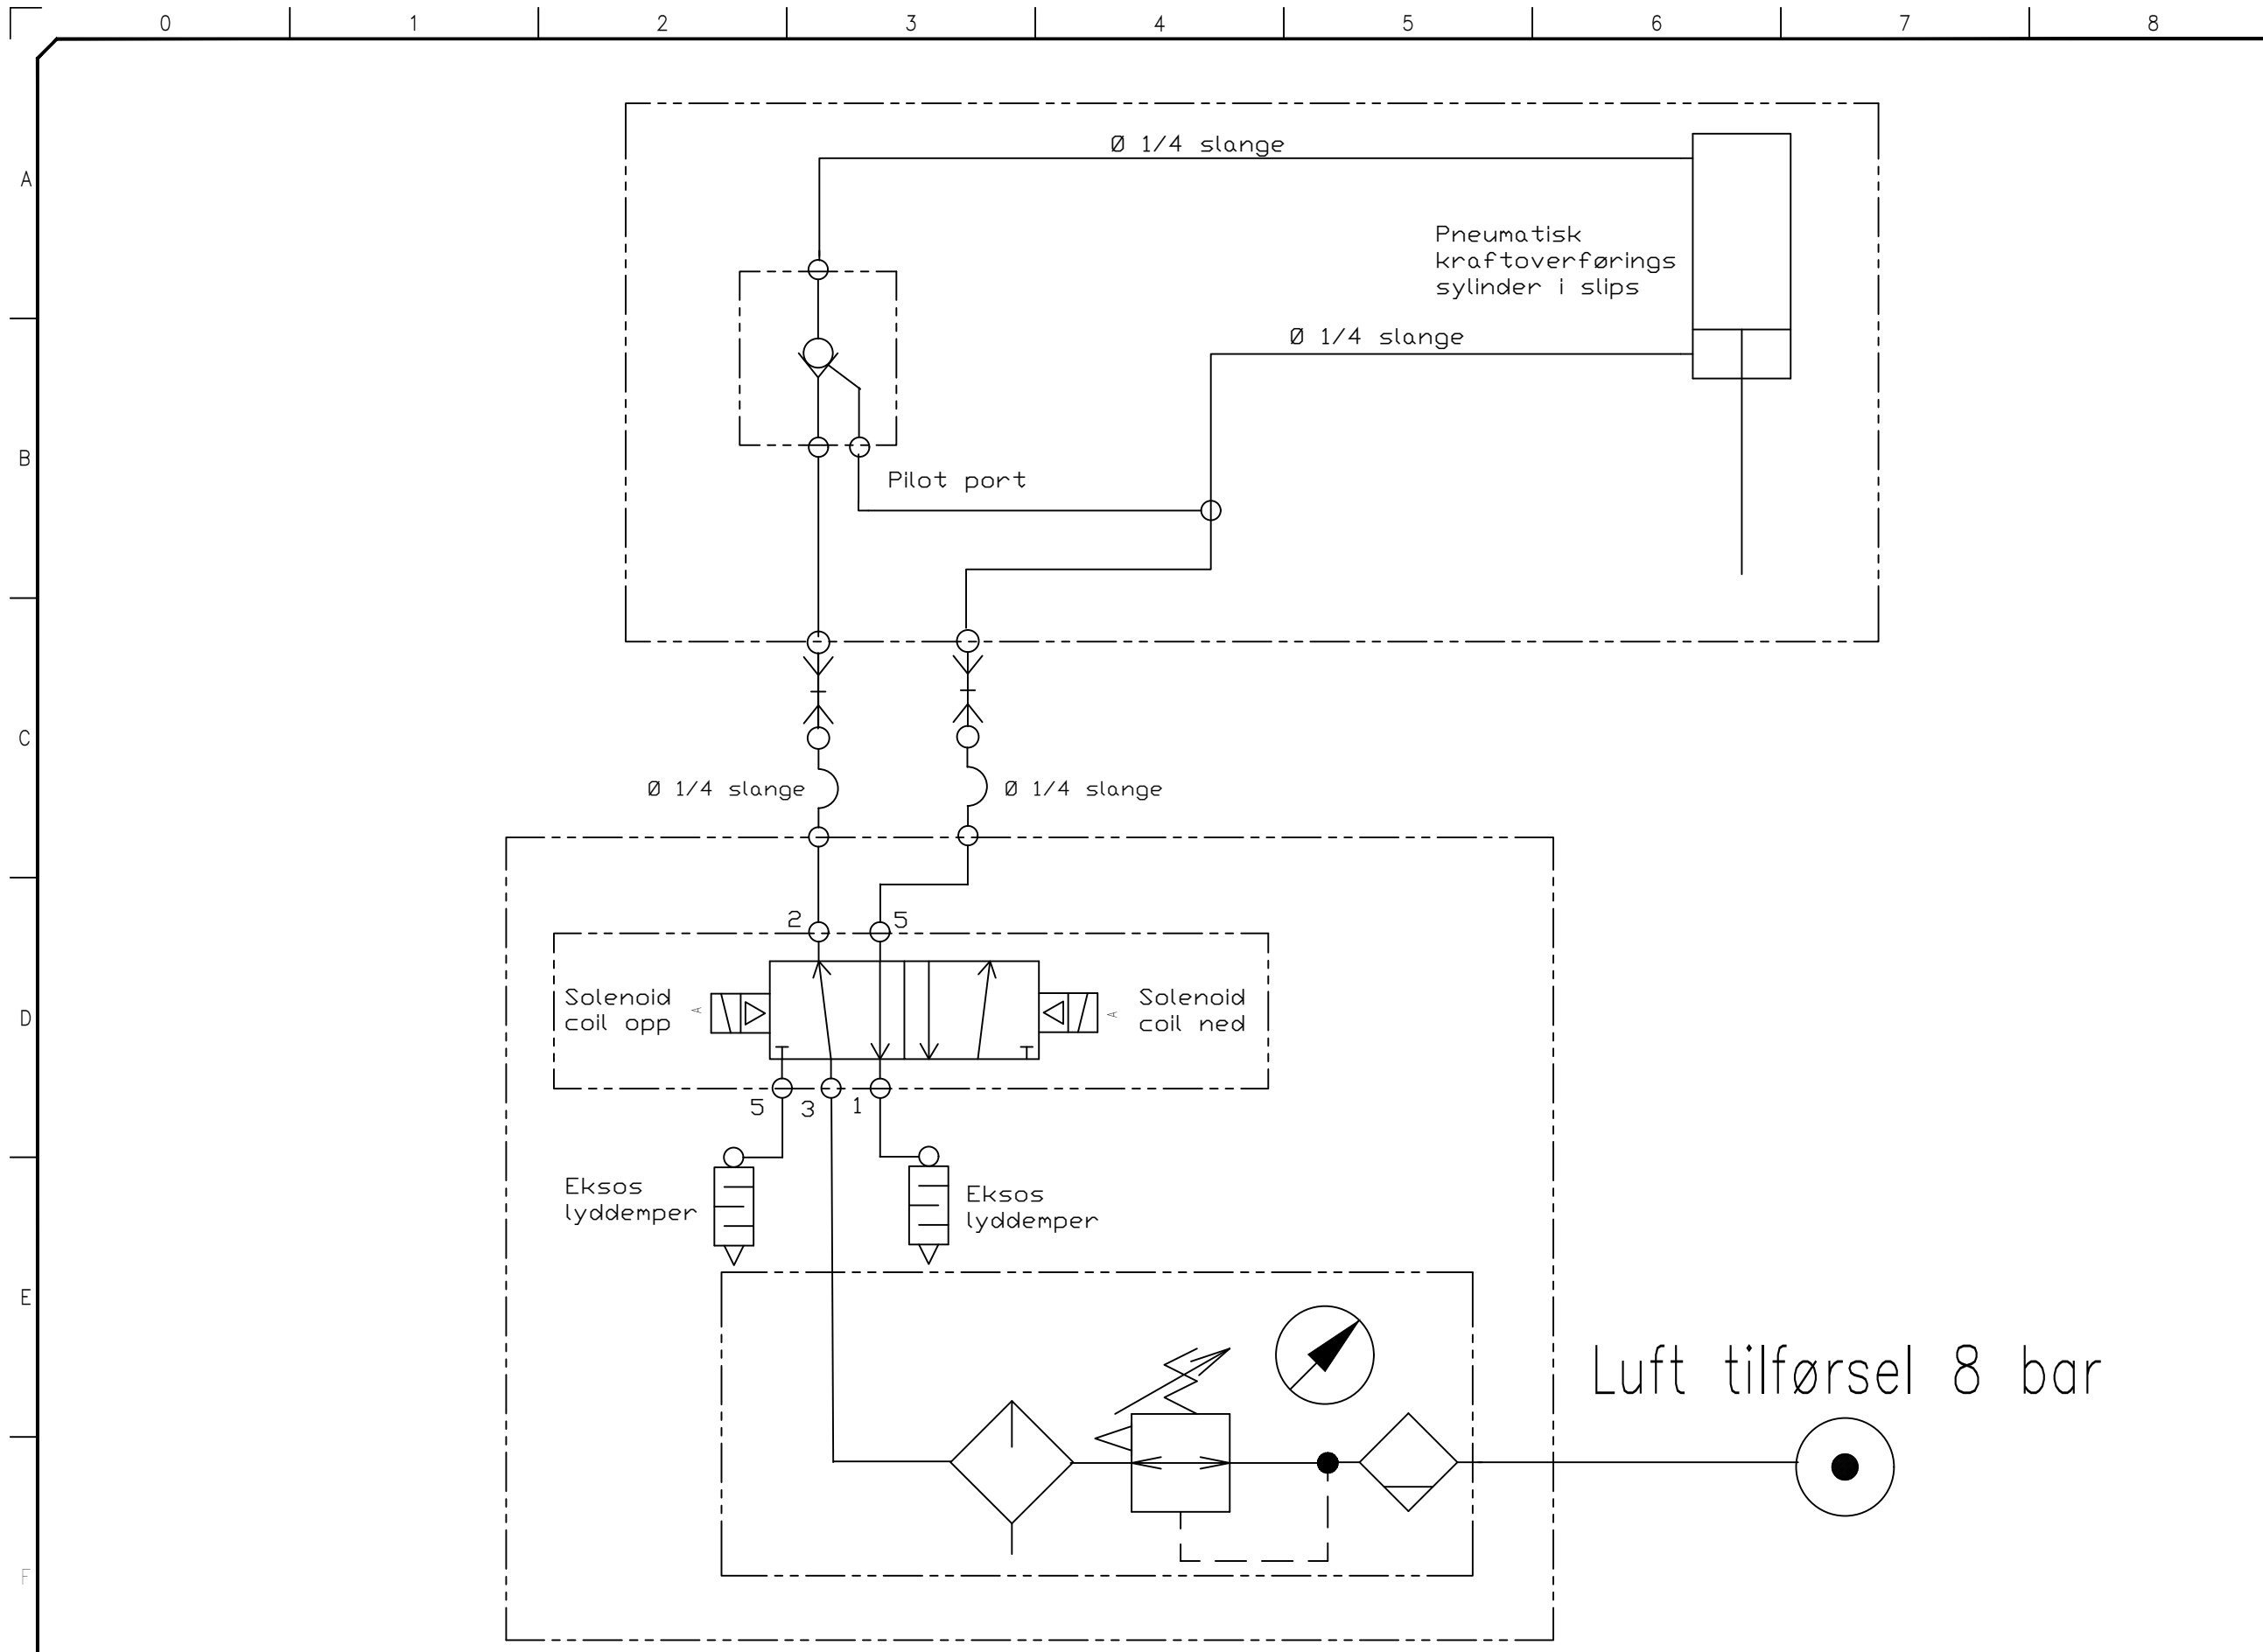 0 1 2 3 4 5 6 7 8
A
Ø 1/4 slange
Pneumatisk
kraftoverførings
sylinder i slips
Ø 1/4 slange
B
Pilot port
C
Ø 1/4 slange
Ø 1/4 slange
2
5
D
Solenoid
coil opp
A
A
Solenoid
coil ned
5
3
1
Eksos
lyddemper
Eksos
lyddemper
E
Luft tilførsel 8 bar
F